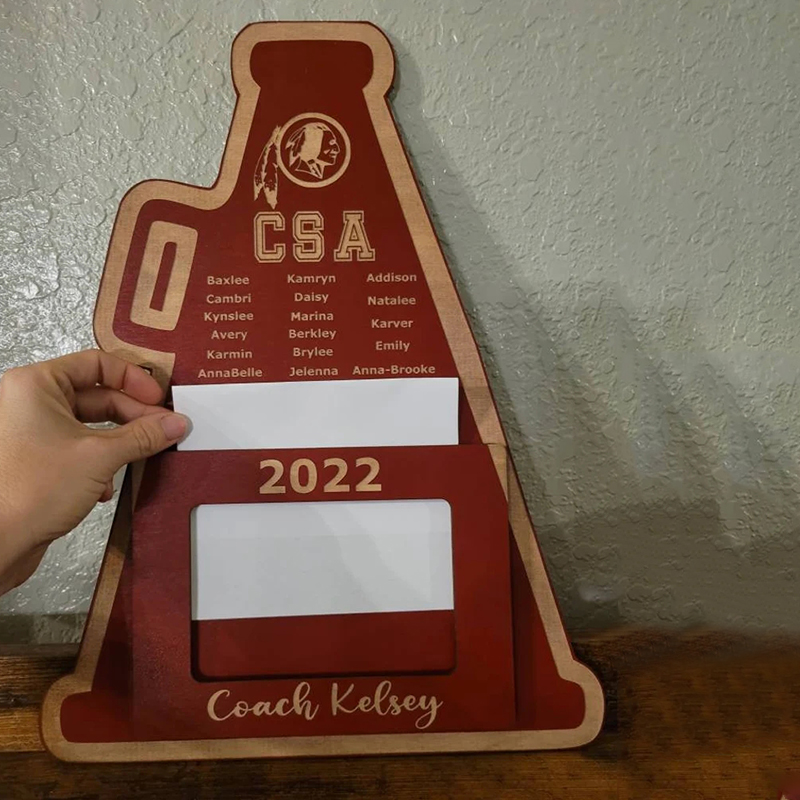 CSA
Baxlee Kamryn Addison
Cambri Daisy Natalee
Kynslee Marina Karver
Avery Berkley Emily
Karmin Brylee Anna-Brooke
AnnaBelle Jelenna
2022
Coach Kelsey